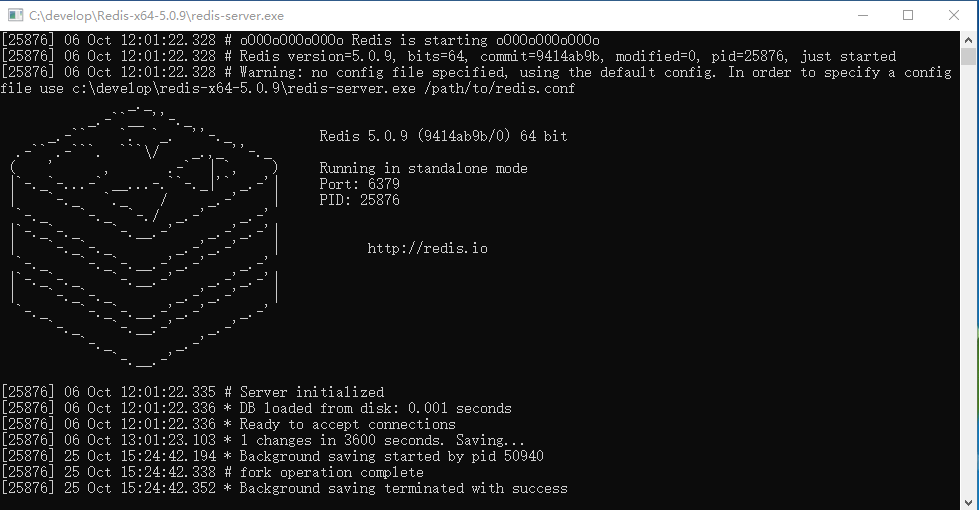 C:\develop\Redis-x64-5.0.9\redis-server.exe
[25876] 06 Oct 12:01:22.328 # oO0OoO0OoO0Oo Redis is starting oO0OoO0OoO0Oo
[25876] 06 Oct 12:01:22.328 # Redis version=5.0.9, bits=64, commit=9414ab9b, modified=0, pid=25876, just started
[25876] 06 Oct 12:01:22.328 # Warning: no config file specified, using the default config. In order to specify a config
file use c:\develop\redis-x64-5.0.9\redis-server.exe /path/to/redis.conf
Redis 5.0.9 (9414ab9b/0) 64 bit
Running in standalone mode
Port: 6379
PID: 25876
http://redis.io
[25876] 06 Oct 12:01:22.335 # Server initialized
[25876] 06 Oct 12:01:22.336 * DB loaded from disk: 0.001 seconds
[25876] 06 Oct 12:01:22.336 * Ready to accept connections
[25876] 06 Oct 13:01:23.103 * 1 changes in 3600 seconds. Saving...
[25876] 25 Oct 15:24:42.194 * Background saving started by pid 50940
[25876] 25 Oct 15:24:42.338 # fork operation complete
[25876] 25 Oct 15:24:42.352 * Background saving terminated with success